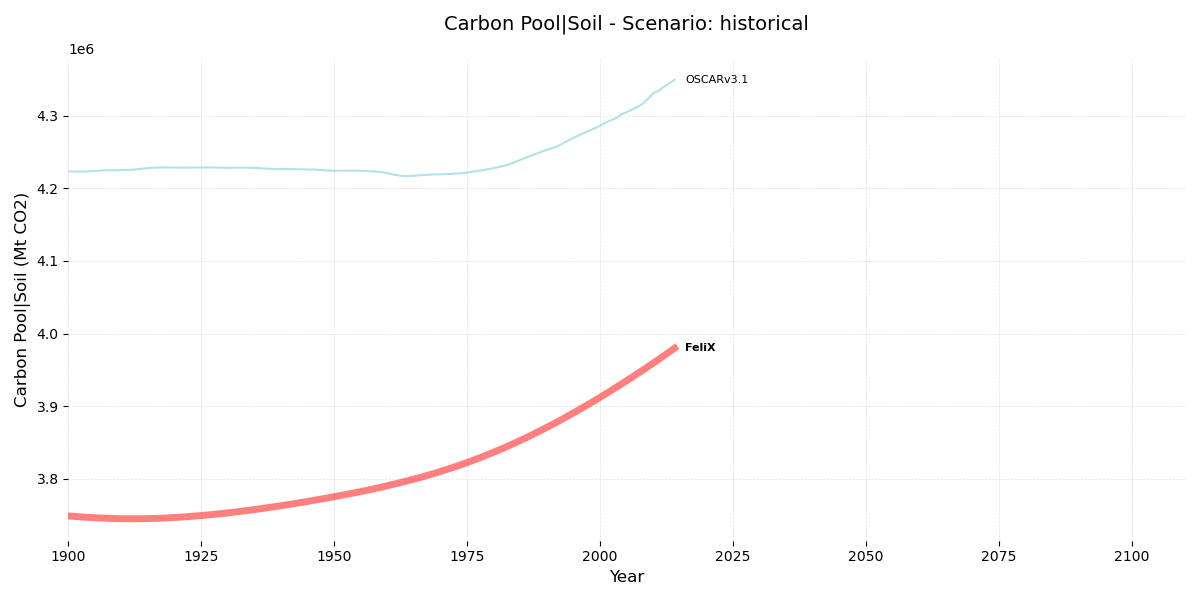 Carbon Pool|Soil - Scenario: historical
1e6
OSCARv3.1
4.3
4.2
4.1
4.0
3.9
3.8
FeliX
Carbon Pool|Soil (Mt CO2)
1900 1925 1950 1975 2000 2025 2050 2075 2100
Year